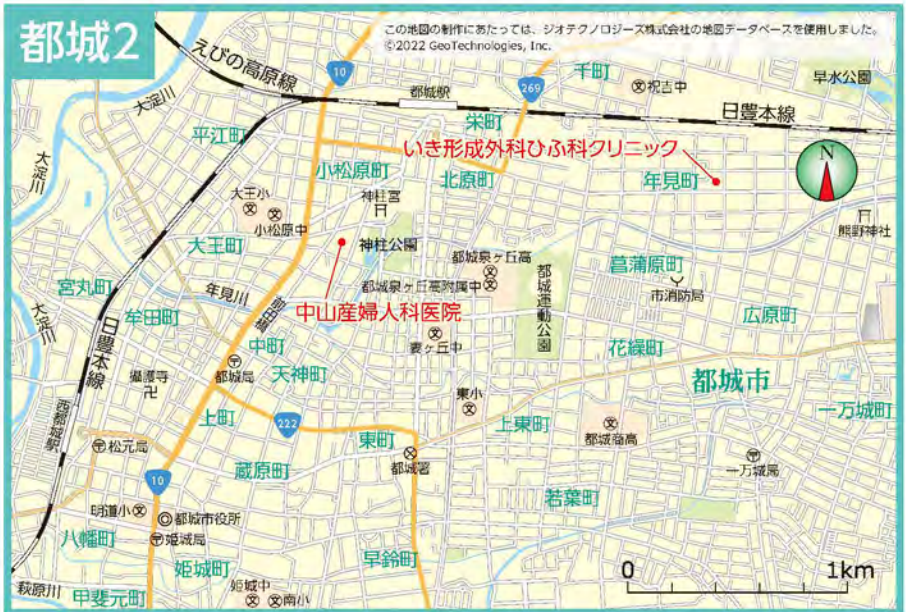 都城2
この地図の制作にあたっては、ジオテクノロジーズ株式会社の地図データベースを使用しました。
©2022 GeoTechnologies, Inc.
えびの高原線
10
269
千町
祝吉中
早水公園
大淀川
都城駅
日豊本線
平江町
栄町
いき形成外科ひふ科クリニック
小松原町
北原町
年見町
N
大淀川
大王小
小松原中
神柱宮
熊野神社
大王町
神柱公園
都城泉ヶ丘高
都城泉ヶ丘高附属中
都城運動公園
菖蒲原町
市消防局
宮丸町
年見川
前田橋
中山産婦人科医院
広原町
大淀川
牟田町
日豊本線
中町
妻ヶ丘中
花繰町
都城局
天神町
攝護寺
都城市
西都城駅
上町
222
東小
上東町
都城商高
一万城町
松元局
東町
都城署
蔵原町
一万城局
10
若葉町
明道小
都城市役所
八幡町
姫城局
早鈴町
姫城町
0
1km
萩原川
甲斐元町
姫城中
南小